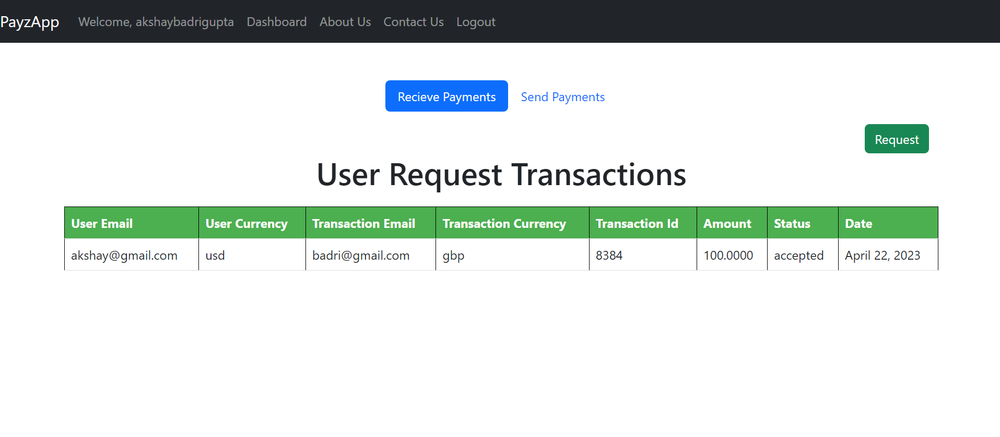 PayzApp Welcome, akshaybadrigupta Dashboard About Us Contact Us Logout
Recieve Payments Send Payments
Request
User Request Transactions
User Email User Currency Transaction Email Transaction Currency Transaction Id Amount Status Date
akshay@gmail.com usd badri@gmail.com gbp 8384 100.0000 accepted April 22, 2023